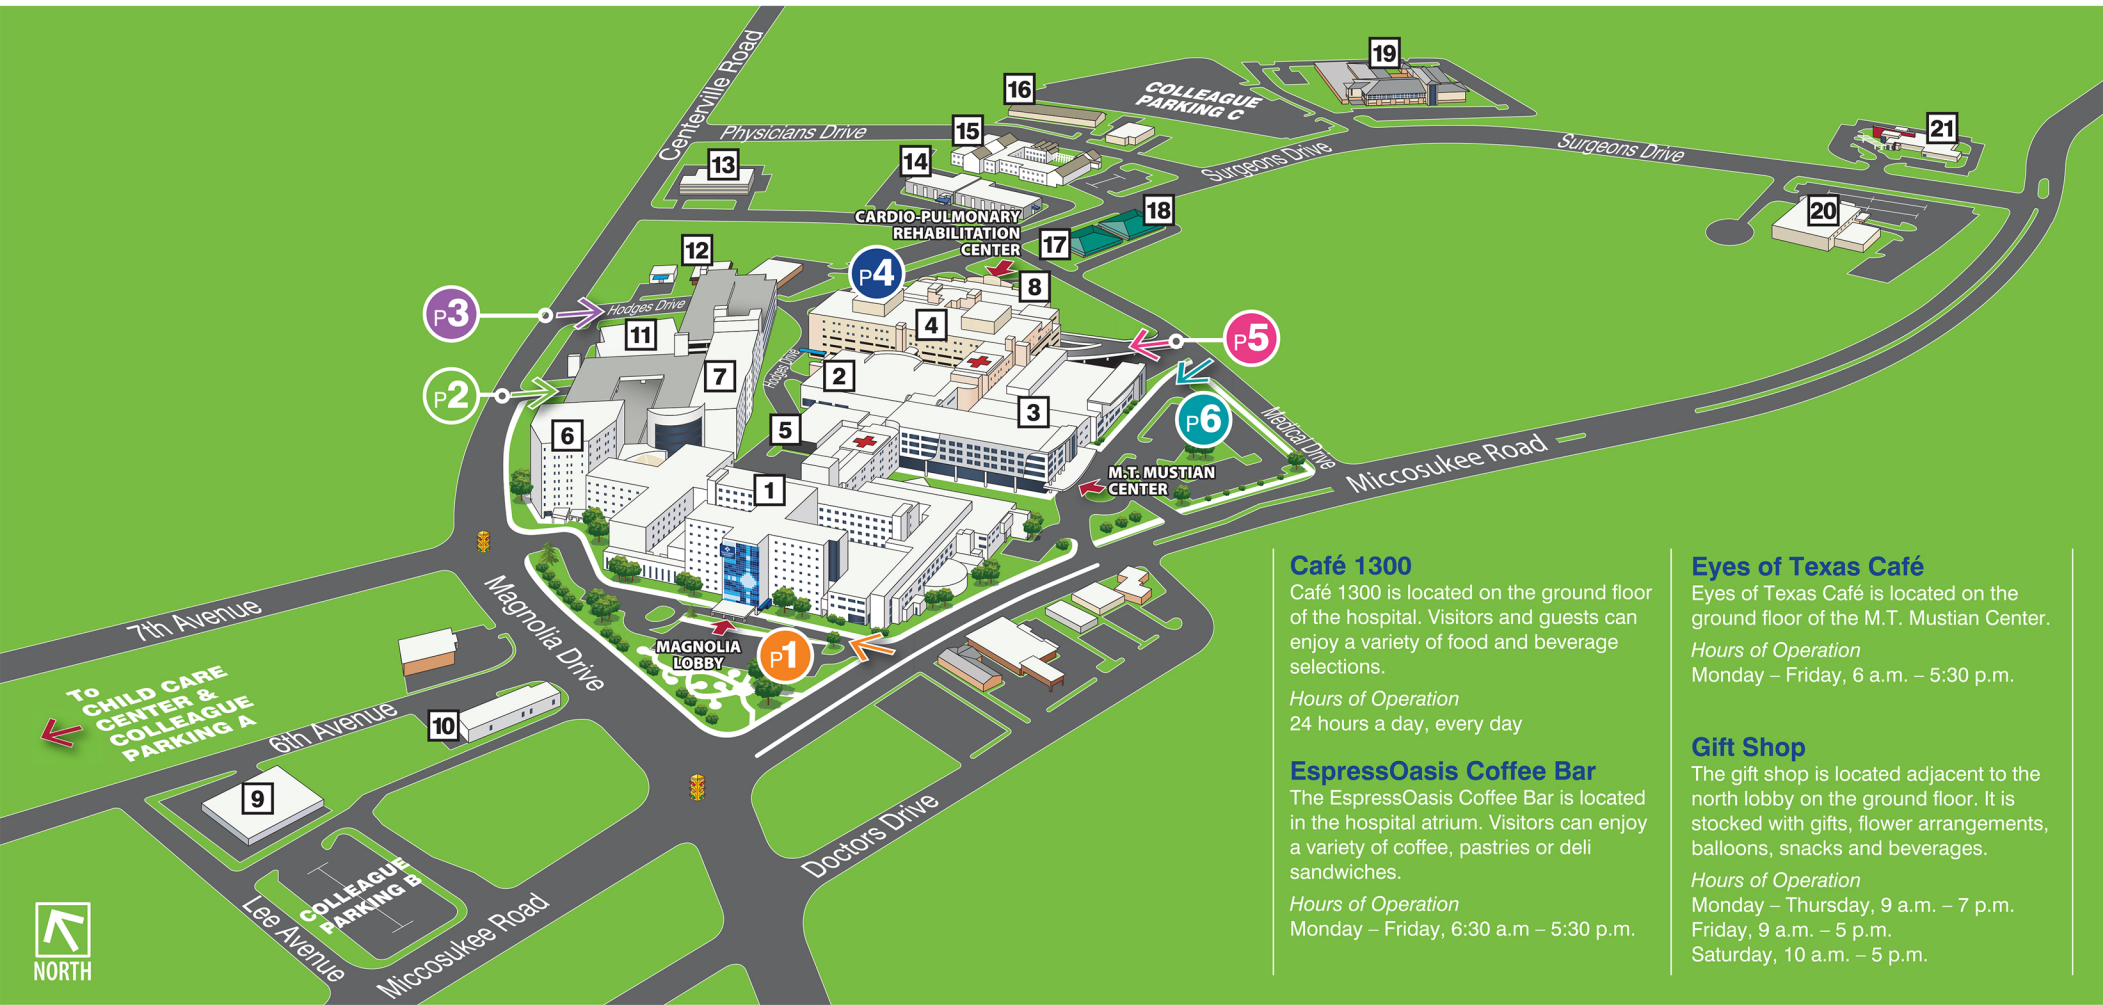 Centerville Road
Physicians Drive
COLLEAGUE
PARKING C
Surgeons Drive
Surgeons Drive
19
16
15
14
13
21
20
18
17
CARDIO-PULMONARY
REHABILITATION
CENTER
12
P4
8
P3
Hodges Drive
11
4
P5
Hodges Drive
7
2
P2
3
P6
5
6
Medical Drive
Miccosukee Road
M.T. MUSTIAN
CENTER
1
7th Avenue
Magnolia Drive
MAGNOLIA
LOBBY
P1
To
CHILD CARE
CENTER &
COLLEAGUE
PARKING A
6th Avenue
10
9
COLLEAGUE
PARKING B
Lee Avenue
Miccosukee Road
Doctors Drive
NORTH
Café 1300
Café 1300 is located on the ground floor
of the hospital. Visitors and guests can
enjoy a variety of food and beverage
selections.
Hours of Operation
24 hours a day, every day
EspressOasis Coffee Bar
The EspressOasis Coffee Bar is located
in the hospital atrium. Visitors can enjoy
a variety of coffee, pastries or deli
sandwiches.
Hours of Operation
Monday – Friday, 6:30 a.m – 5:30 p.m.
Eyes of Texas Café
Eyes of Texas Café is located on the
ground floor of the M.T. Mustian Center.
Hours of Operation
Monday – Friday, 6 a.m. – 5:30 p.m.
Gift Shop
The gift shop is located adjacent to the
north lobby on the ground floor. It is
stocked with gifts, flower arrangements,
balloons, snacks and beverages.
Hours of Operation
Monday – Thursday, 9 a.m. – 7 p.m.
Friday, 9 a.m. – 5 p.m.
Saturday, 10 a.m. – 5 p.m.